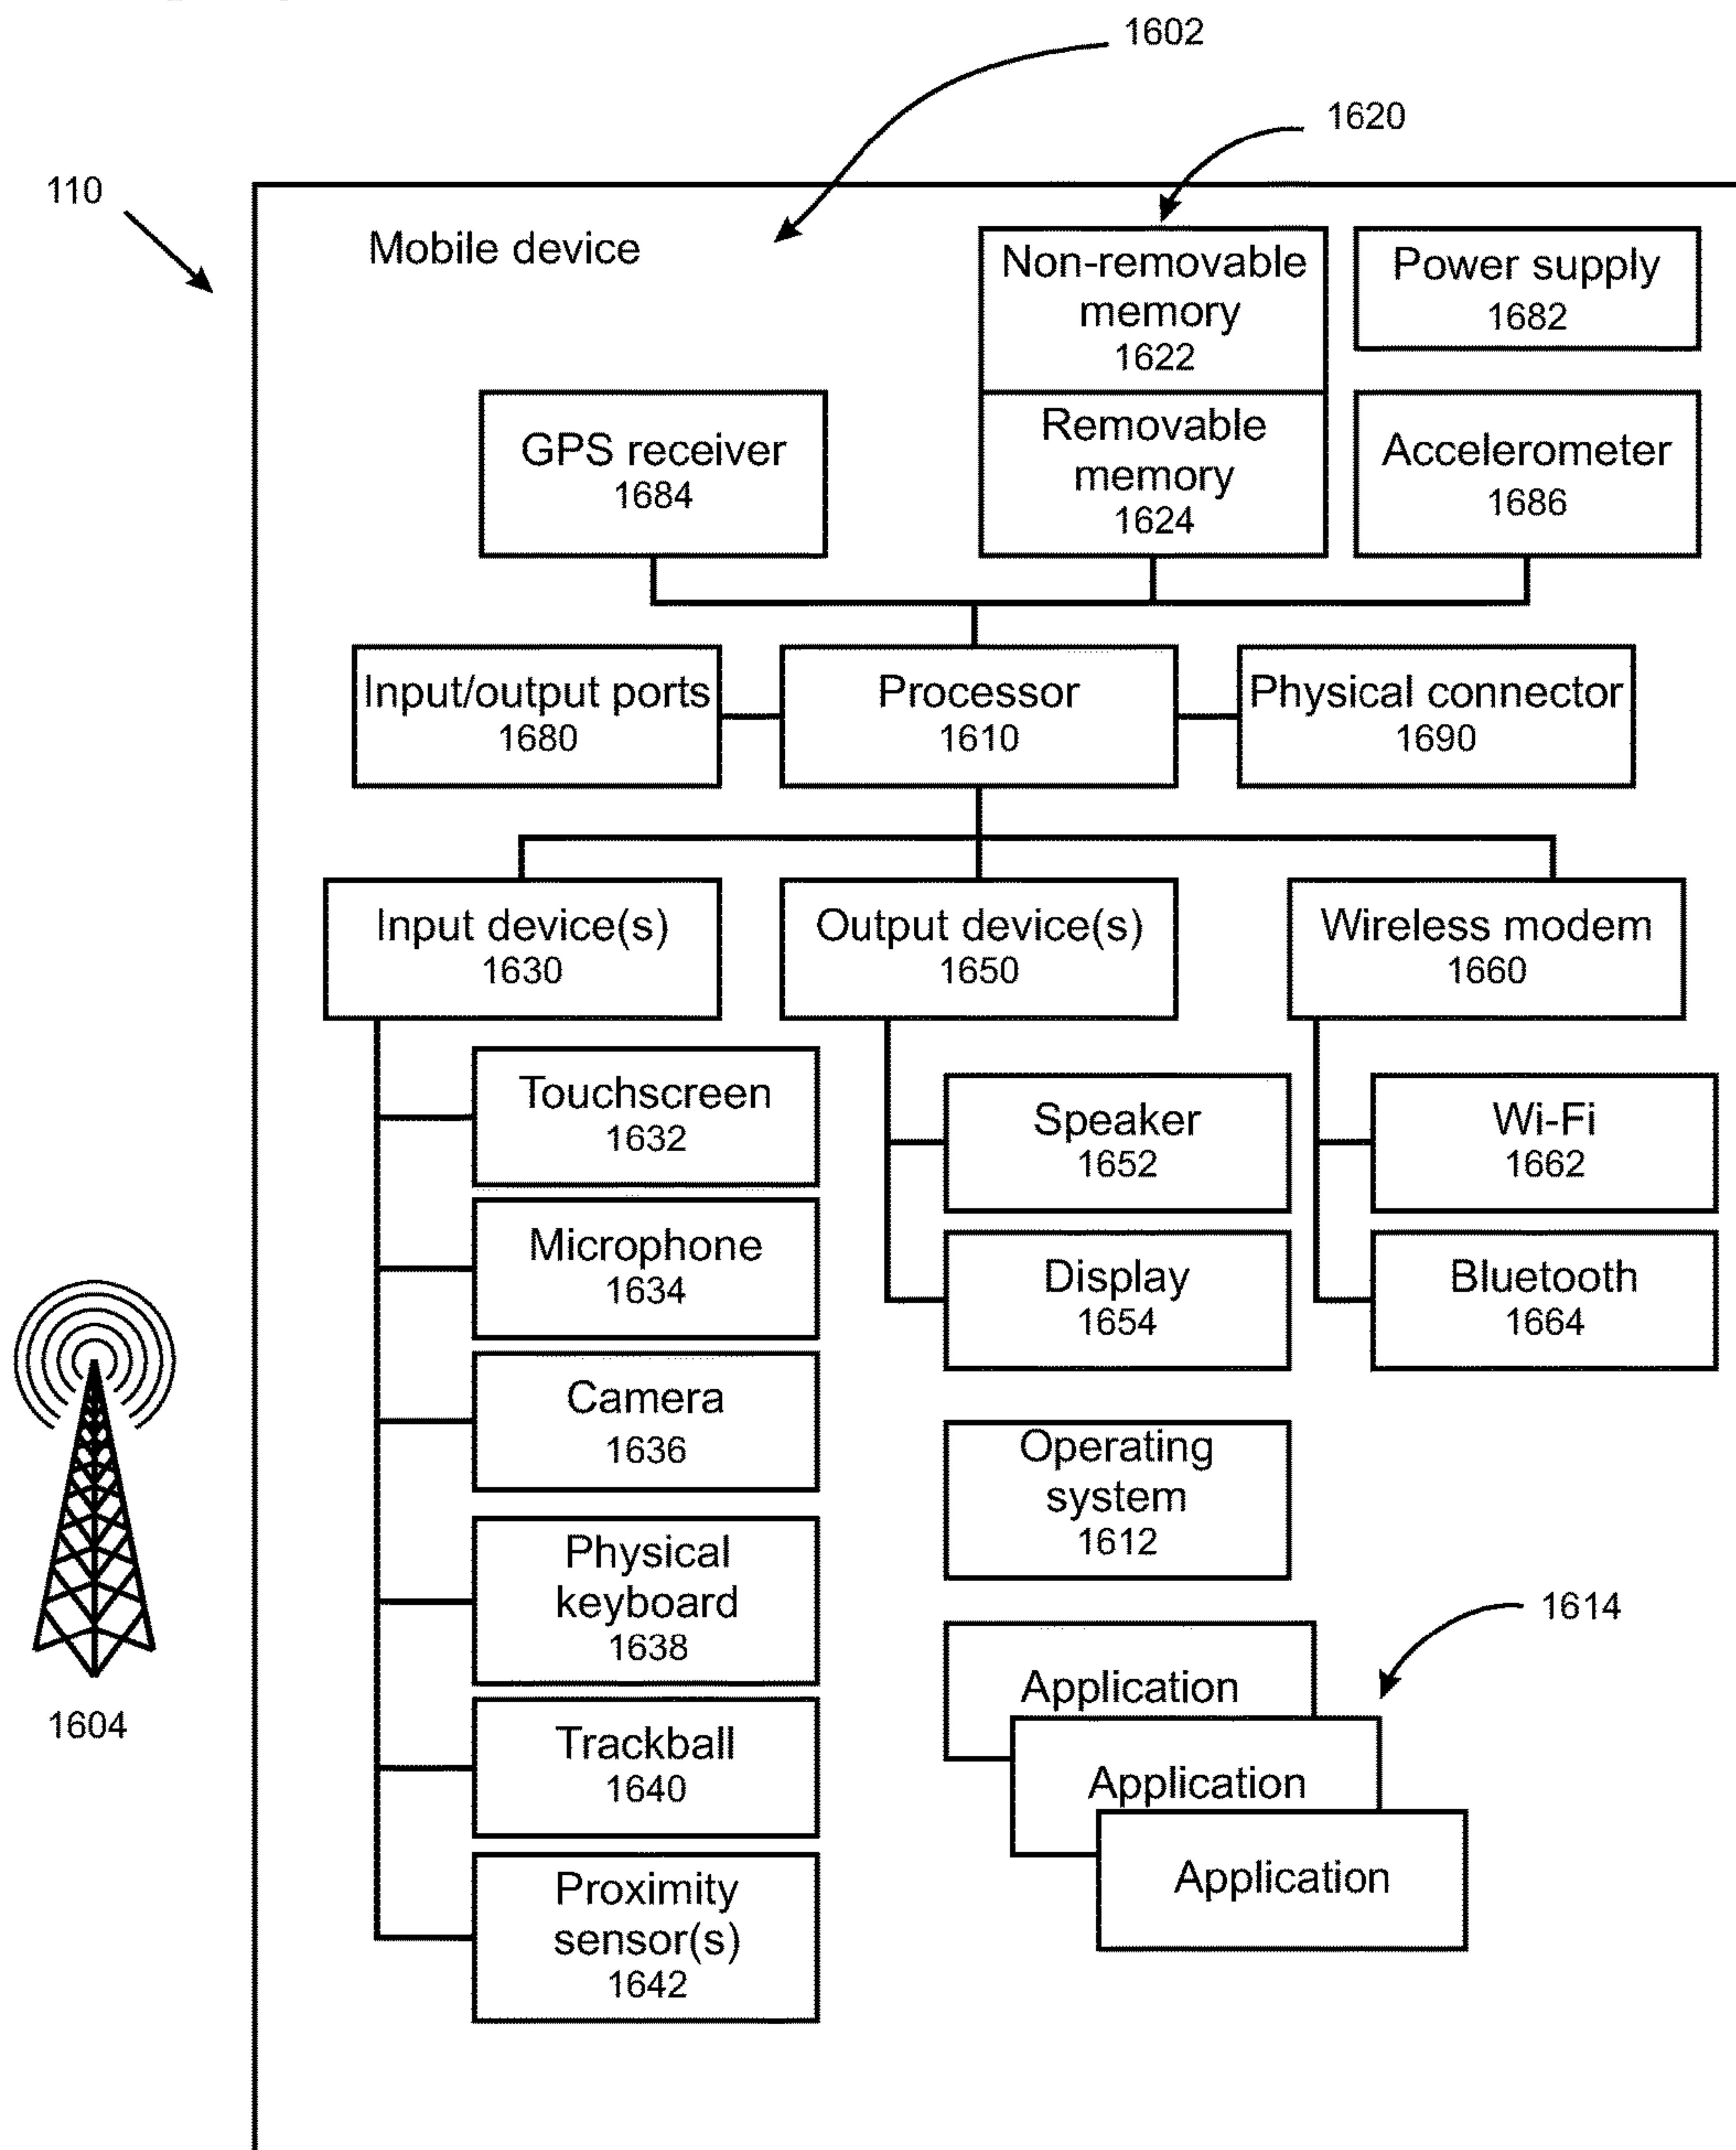 1602
1620
110
Mobile device
Non-removable
memory
1622
Power supply
1682
GPS receiver
1684
Removable
memory
1624
Accelerometer
1686
Input/output ports
1680
Processor
1610
Physical connector
1690
Input device(s)
1630
Output device(s)
1650
Wireless modem
1660
Touchscreen
1632
Microphone
1634
Camera
1636
Physical
keyboard
1638
Trackball
1640
Proximity
sensor(s)
1642
Speaker
1652
Display
1654
Wi-Fi
1662
Bluetooth
1664
Operating
system
1612
1614
Application
Application
Application
1604